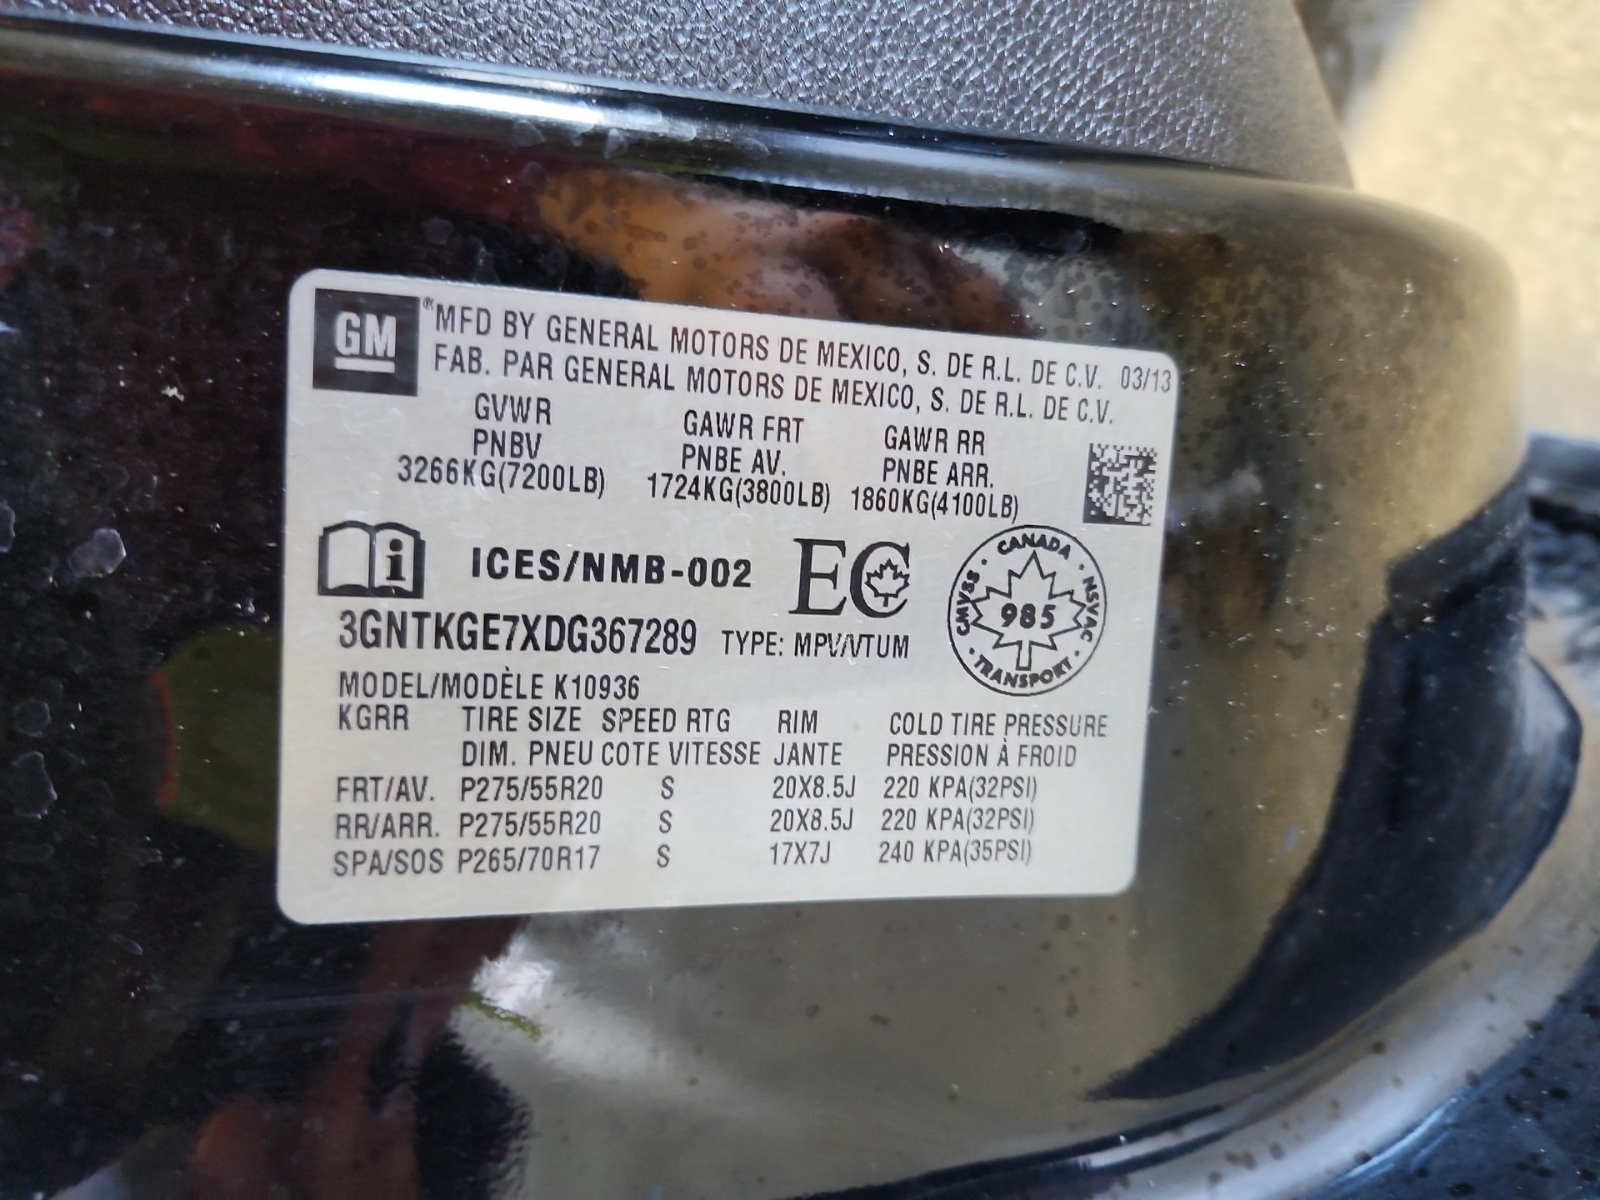 GM ® MFD BY GENERAL MOTORS DE MEXICO, S. DE R.L. DE C.V. 03/13
FAB. PAR GENERAL MOTORS DE MEXICO, S. DE R.L. DE C.V.
GVWR GAWR FRT GAWR RR
PNBV PNBE AV. PNBE ARR.
3266KG(7200LB) 1724KG(3800LB) 1860KG(4100LB)
i ICES/NMB-002 EC
CANADA
CMVSS 985 NSVAC
TRANSPORT
3GNTKGE7XDG367289 TYPE: MPV/VTUM
MODEL/MODÈLE K10936
KGRR TIRE SIZE SPEED RTG RIM COLD TIRE PRESSURE
DIM. PNEU COTE VITESSE JANTE PRESSION À FROID
FRT/AV. P275/55R20 S 20X8.5J 220 KPA(32PSI)
RR/ARR. P275/55R20 S 20X8.5J 220 KPA(32PSI)
SPA/SOS P265/70R17 S 17X7J 240 KPA(35PSI)